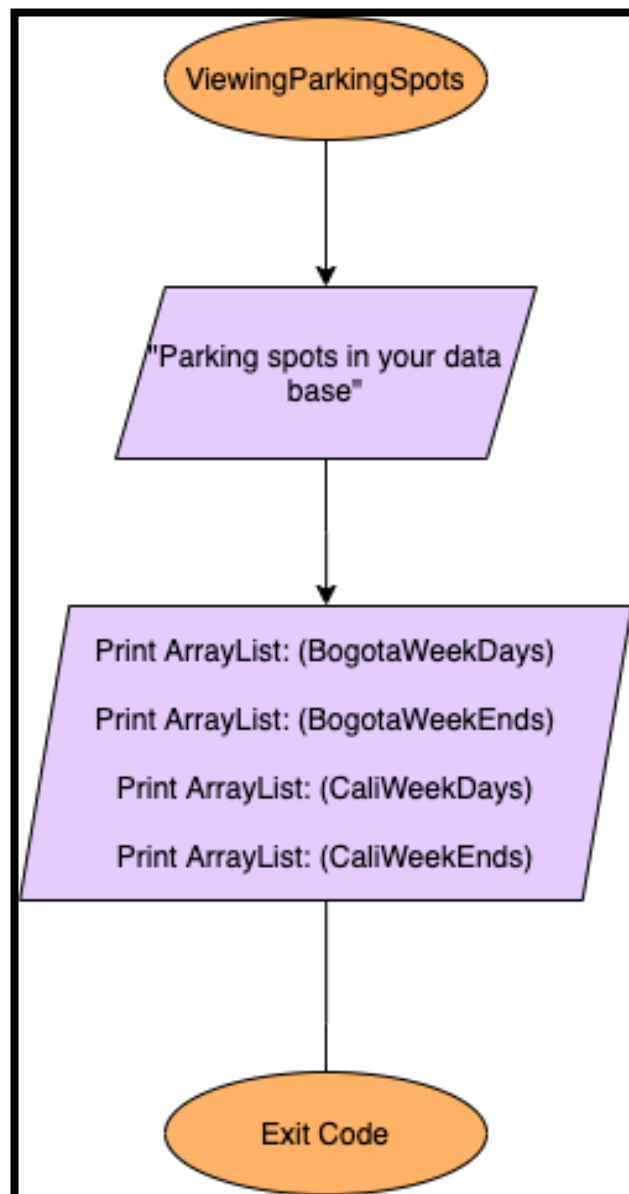 ViewingParkingSpots
"Parking spots in your data
base"
Print ArrayList: (BogotaWeekDays)
Print ArrayList: (BogotaWeekEnds)
Print ArrayList: (CaliWeekDays)
Print ArrayList: (CaliWeekEnds)
Exit Code